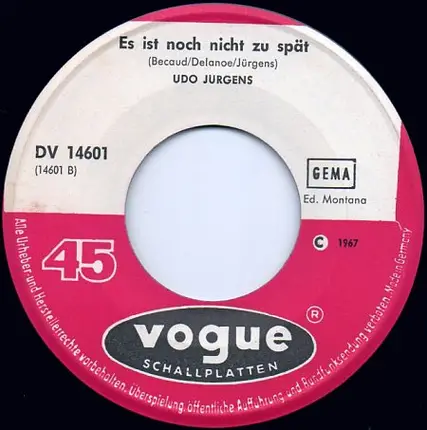 Es ist noch nicht zu spät
(Becaud/Delanoe/Jürgens)
UDO JURGENS
DV 14601
(14601 B)
GEMA
Ed. Montana
45
C 1967
vogue ®
SCHALLPLATTEN
Alle Urheber- und Herstellerrechte vorbehalten. Überspielung, öffentliche Aufführung und Rundfunksendung verboten. Made in Germany